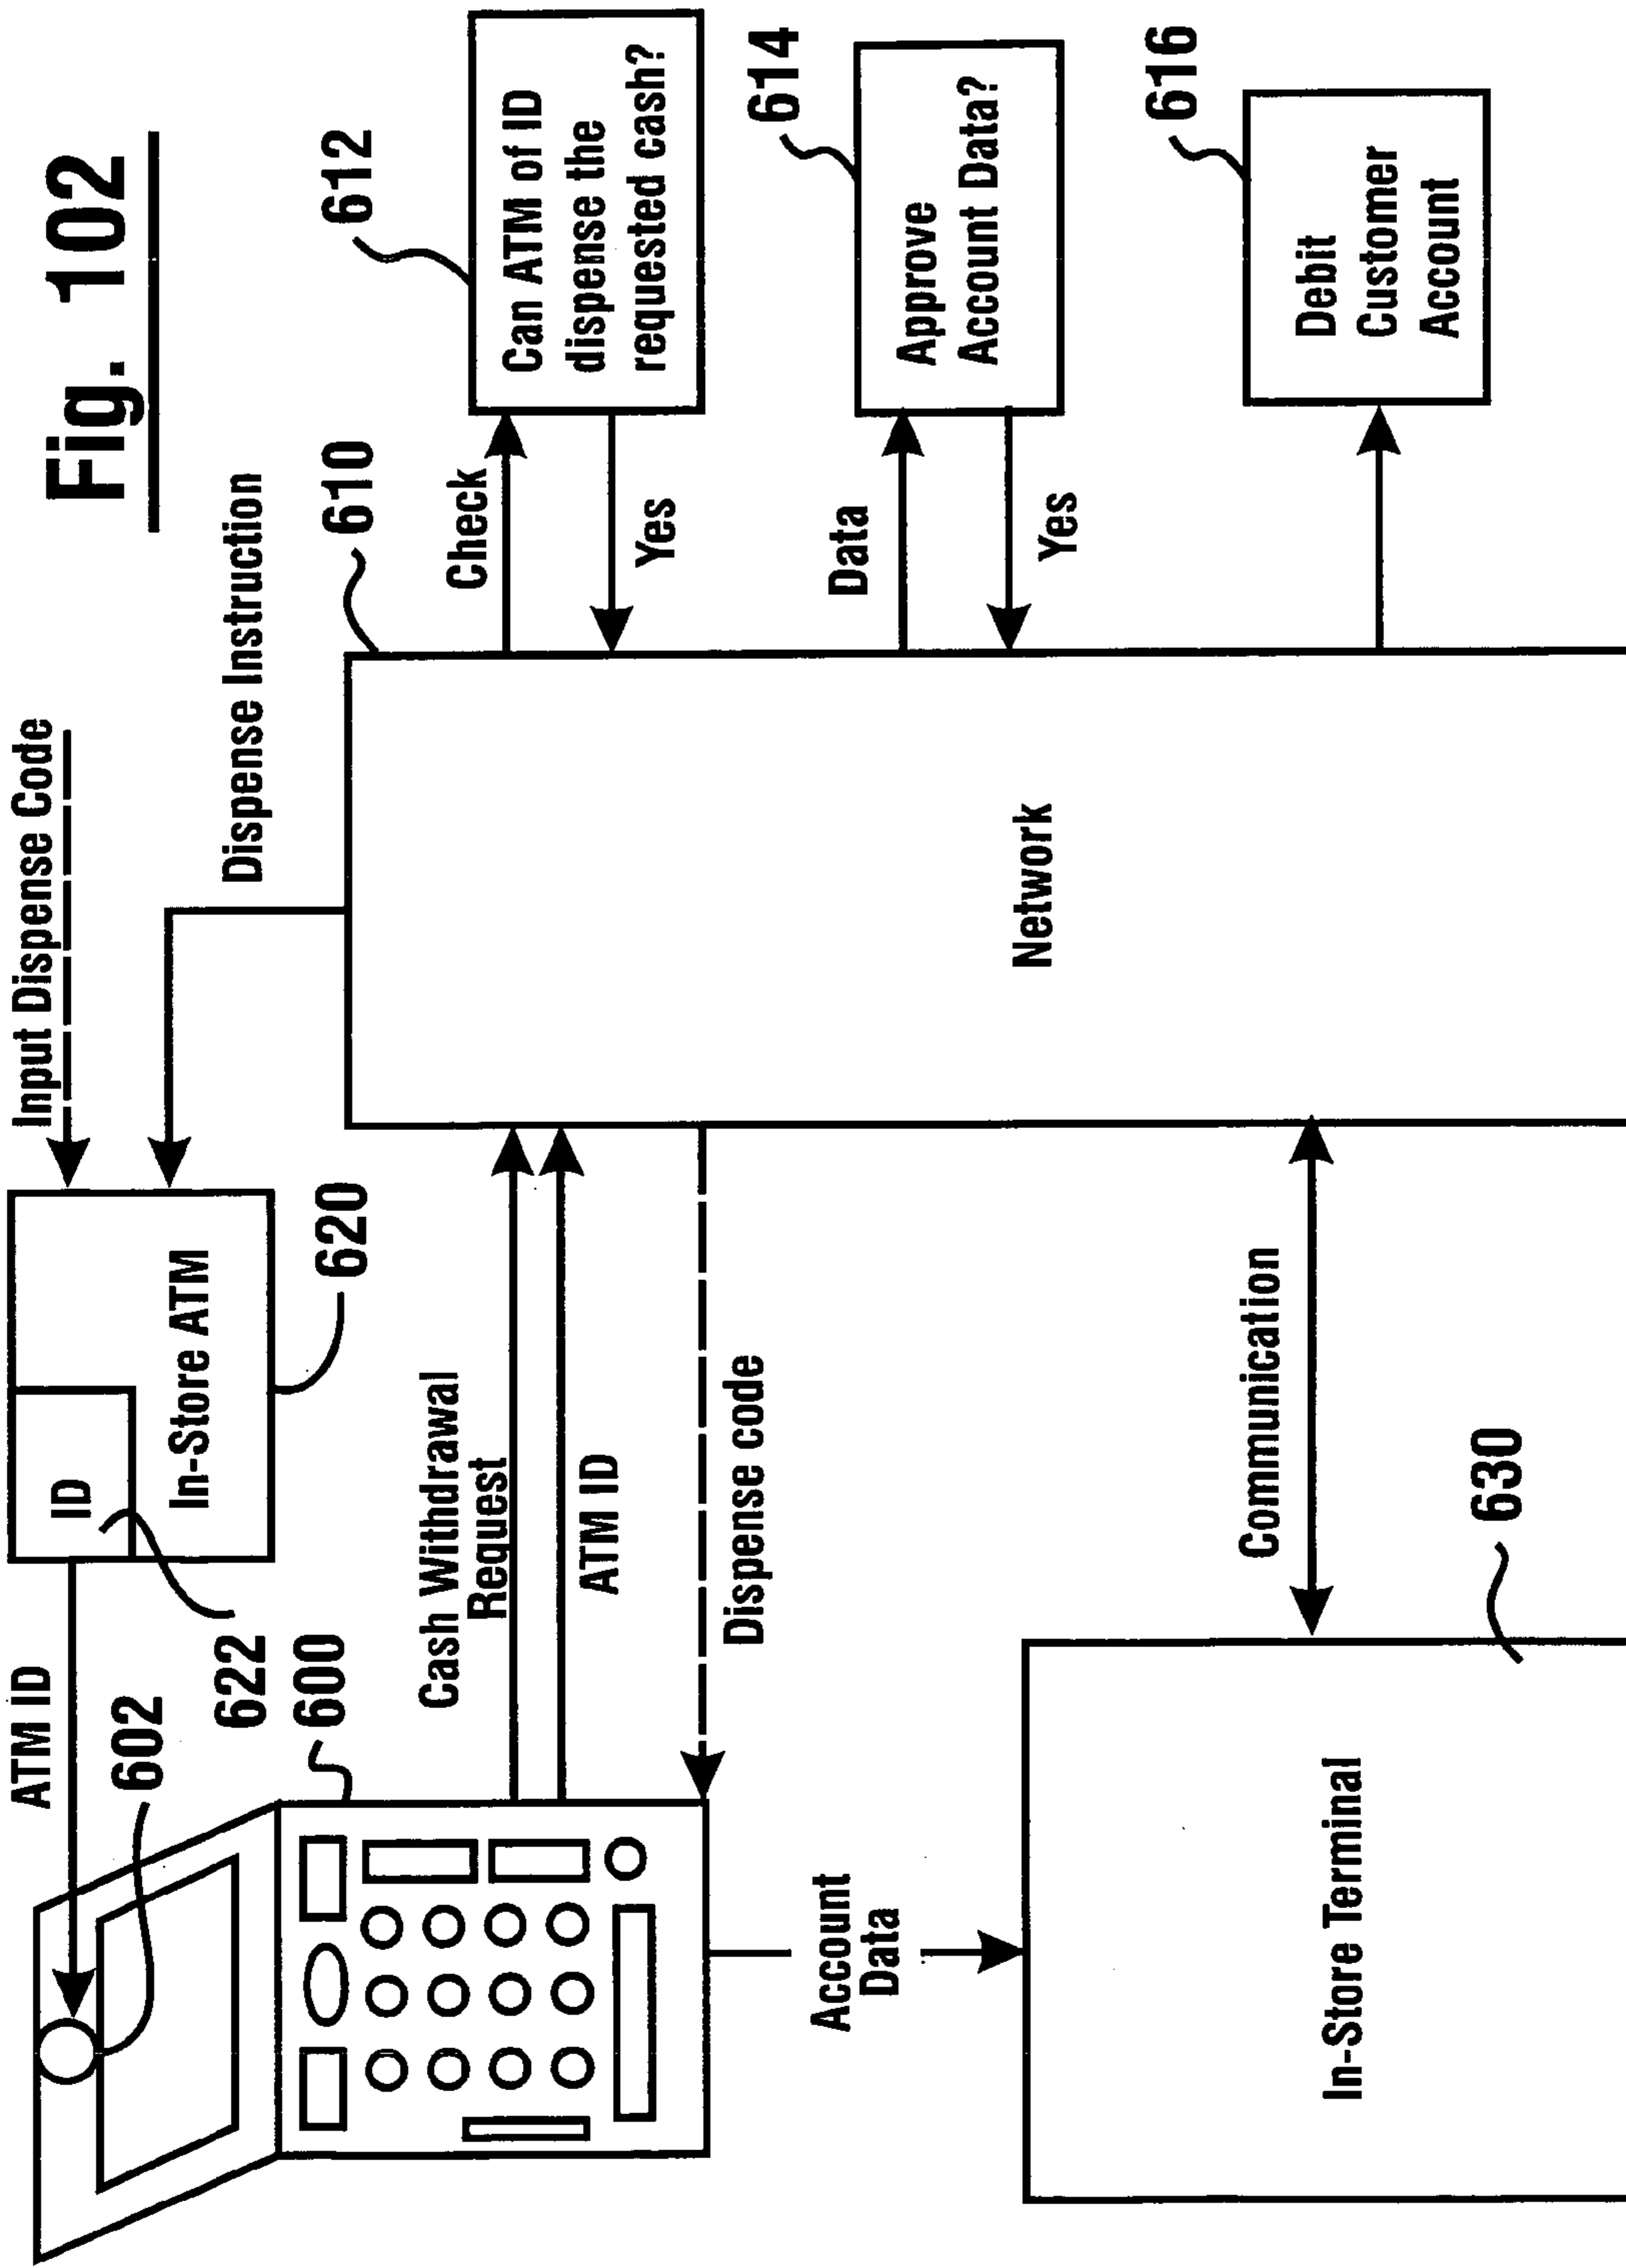 Fig. 102
Input Dispense Code
Dispense Instruction
ATM ID
602
ID
In-Store ATM
622
620
600
610
612
Cash Withdrawal
Request
ATM ID
Dispense code
Check
Yes
Can ATM of ID
dispense the
requested cash?
614
Data
Yes
Approve
Account Data?
Network
616
Debit
Customer
Account
Account
Data
Communication
630
In-Store Terminal